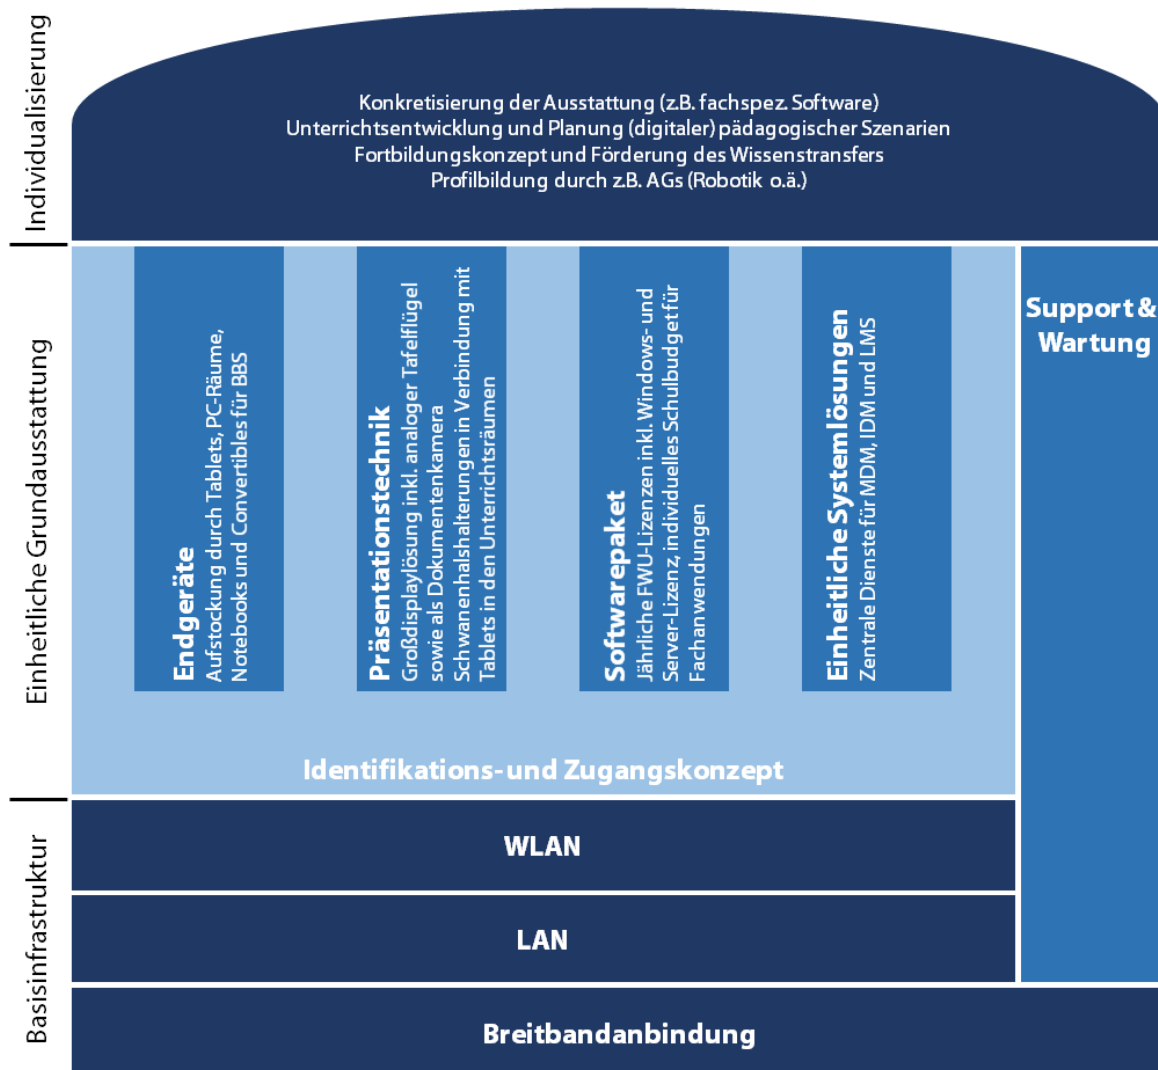 Individualisierung
Konkretisierung der Ausstattung (z.B. fachspez. Software)
Unterrichtsentwicklung und Planung (digitaler) pädagogischer Szenarien
Fortbildungskonzept und Förderung des Wissenstransfers
Profilbildung durch z.B. AGs (Robotik o.ä.)
Einheitliche Grundausstattung
Endgeräte
Aufstockung durch Tablets, PC-Räume,
Notebooks und Convertibles für BBS
Präsentationstechnik
Großdisplaylösung inkl. analoger Tafelflügel
sowie als Dokumentenkamera
Schwanenhalshalterungen in Verbindung mit
Tablets in den Unterrichtsräumen
Softwarepaket
Jährliche FWU-Lizenzen inkl. Windows- und
Server-Lizenz, individuelles Schulbudget für
Fachanwendungen
Einheitliche Systemlösungen
Zentrale Dienste für MDM, IDM und LMS
Support &
Wartung
Identifikations- und Zugangskonzept
Basisinfrastruktur
WLAN
LAN
Breitbandanbindung